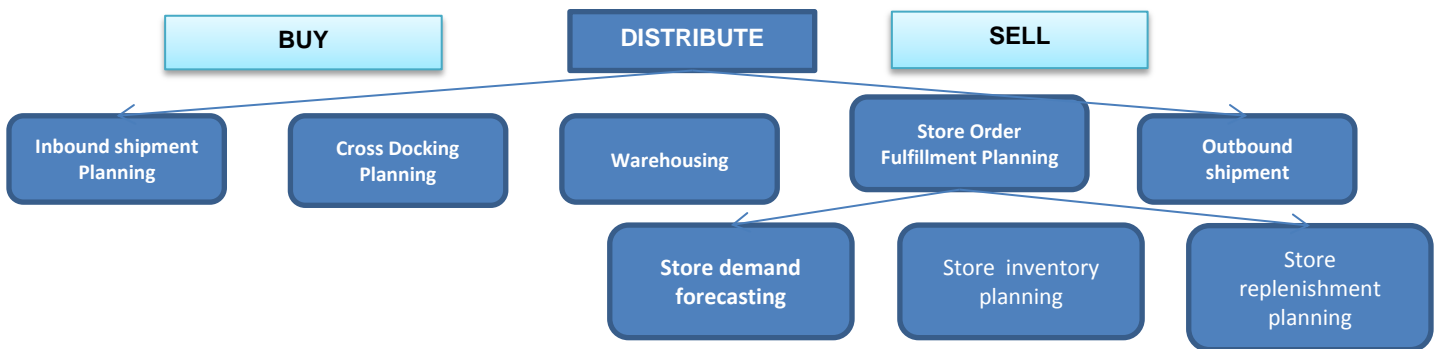 BUY
DISTRIBUTE
SELL
Inbound shipment
Planning
Cross Docking
Planning
Warehousing
Store Order
Fulfillment Planning
Outbound
shipment
Store demand
forecasting
Store inventory
planning
Store
replenishment
planning